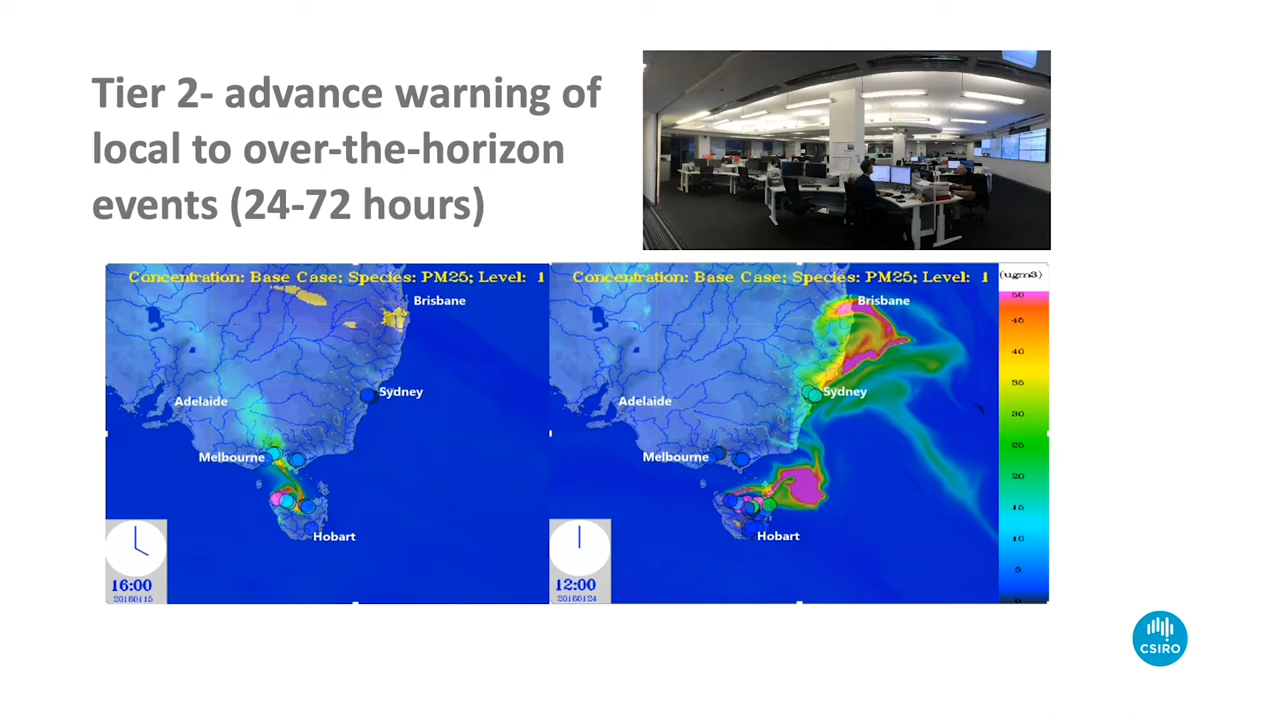 Tier 2- advance warning of
local to over-the-horizon
events (24-72 hours)
Concentration: Base Case; Species: PM25; Level: 1
Brisbane
Sydney
Adelaide
Melbourne
Hobart
16:00
20160115
Concentration: Base Case; Species: PM25; Level: 1
Brisbane
Sydney
Adelaide
Melbourne
Hobart
12:00
20160124
(ugm3)
50
45
40
35
30
25
20
15
10
5
0
CSIRO